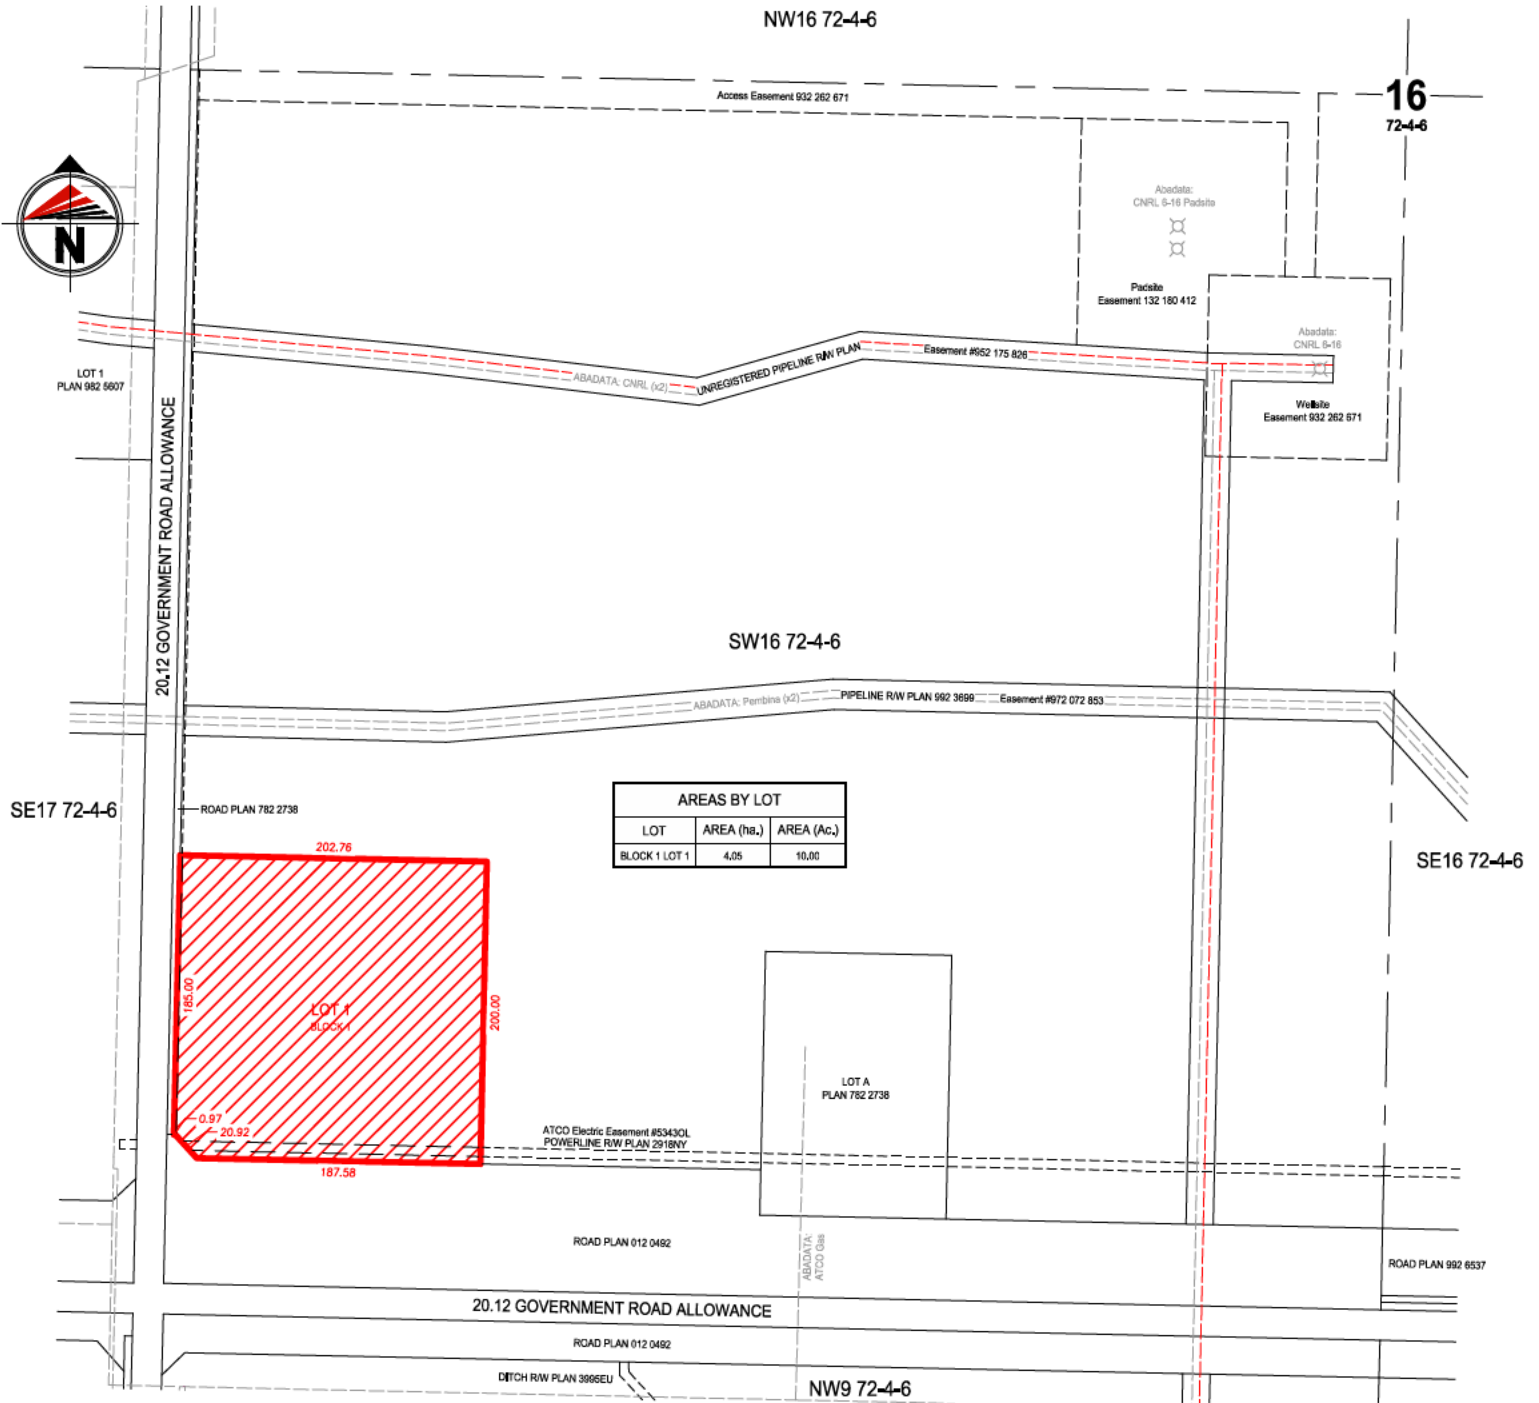 NW16 72-4-6
Access Easement 932 262 671
16
72-4-6
Abadata:
CNRL 6-16 Padsite
N
Padsite
Easement 132 180 412
Abadata:
CNRL 6-16
LOT 1
PLAN 982 5607
ABADATA: CNRL (x2)
UNREGISTERED PIPELINE R/W PLAN
Easement #952 175 826
Wellsite
Easement 932 262 671
20.12 GOVERNMENT ROAD ALLOWANCE
SW16 72-4-6
ABADATA: Pembina (x2)
PIPELINE R/W PLAN 992 3699
Easement #972 072 853
SE17 72-4-6
ROAD PLAN 782 2738
AREAS BY LOT
LOT AREA (ha.) AREA (Ac.)
BLOCK 1 LOT 1 4.05 10.00
202.76
SE16 72-4-6
185.00
LOT 1
BLOCK 1
200.00
LOT A
PLAN 782 2738
0.97
20.92
ATCO Electric Easement #5343OL
POWERLINE R/W PLAN 2918NY
187.58
ROAD PLAN 012 0492
ABADATA:
ATCO Gas
ROAD PLAN 992 6537
20.12 GOVERNMENT ROAD ALLOWANCE
ROAD PLAN 012 0492
DITCH R/W PLAN 3995EU
NW9 72-4-6